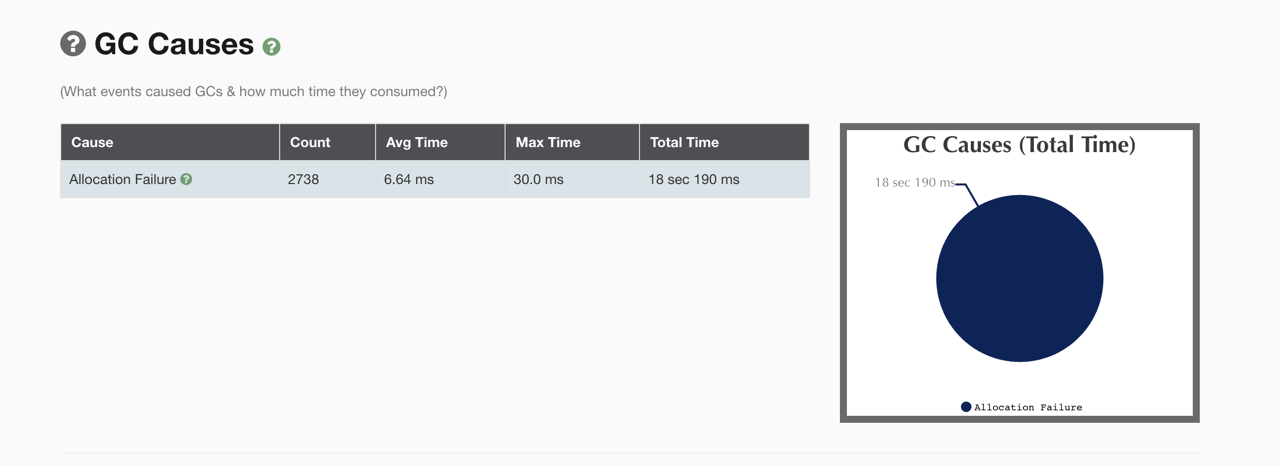 GC Causes
(What events caused GCs & how much time they consumed?)
Cause Count Avg Time Max Time Total Time
Allocation Failure 2738 6.64 ms 30.0 ms 18 sec 190 ms
GC Causes (Total Time)
18 sec 190 ms
Allocation Failure